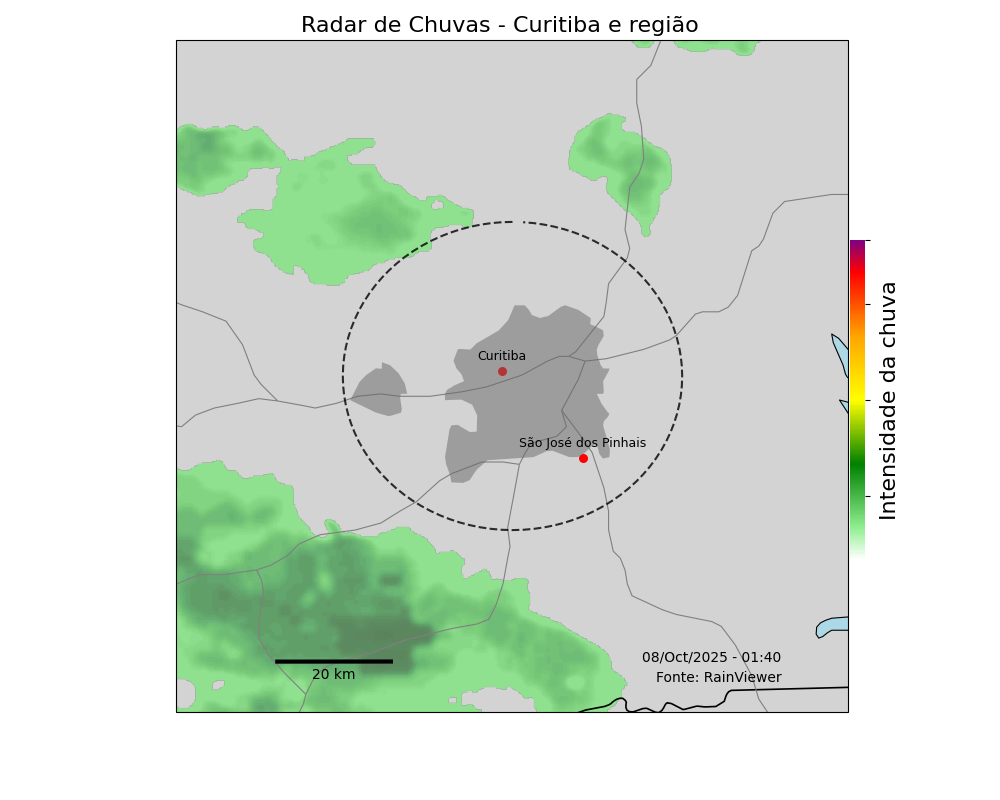 Radar de Chuvas - Curitiba e região
Curitiba
São José dos Pinhais
Intensidade da chuva
08/Oct/2025 - 01:40
Fonte: RainViewer
20 km